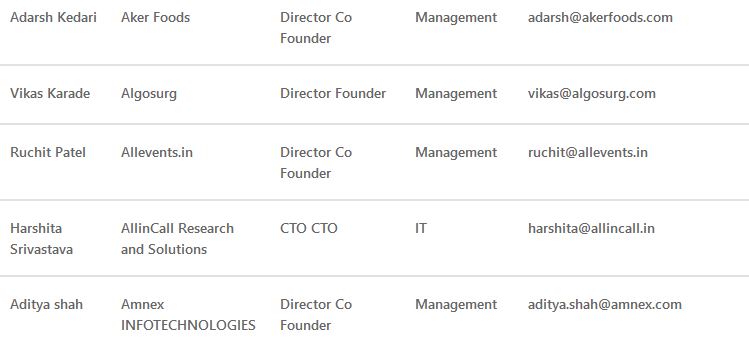 Adarsh Kedari Aker Foods Director Co Management adarsh@akerfoods.com
Founder
Vikas Karade Algosurg Director Founder Management vikas@algosurg.com
Ruchit Patel Allevents.in Director Co Management ruchit@allevents.in
Founder
Harshita AllinCall Research CTO CTO IT harshita@allincall.in
Srivastava and Solutions
Aditya shah Amnex Director Co Management aditya.shah@amnex.com
INFOTECHNOLOGIES Founder